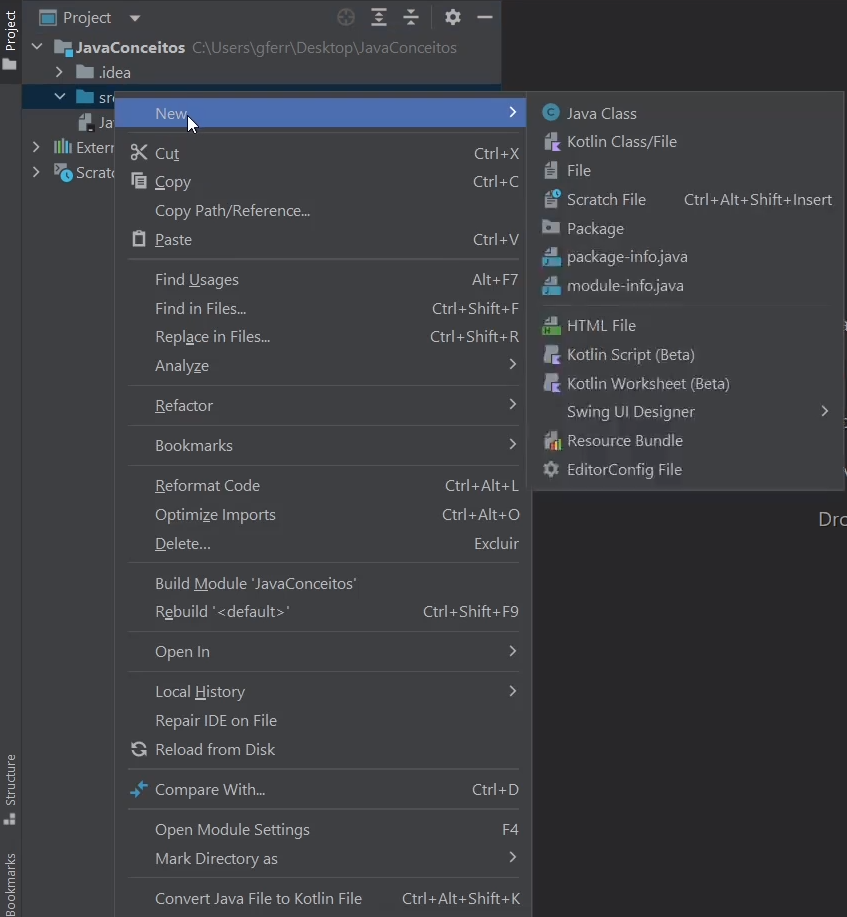 Project
Project
JavaConceitos C:\Users\gferr\Desktop\JavaConceitos
.idea
New
Java Class
Kotlin Class/File
File
Scratch File Ctrl+Alt+Shift+Insert
Package
package-info.java
module-info.java
HTML File
Kotlin Script (Beta)
Kotlin Worksheet (Beta)
Swing UI Designer
Resource Bundle
EditorConfig File
Cut Ctrl+X
Copy Ctrl+C
Copy Path/Reference...
Paste Ctrl+V
Find Usages Alt+F7
Find in Files... Ctrl+Shift+F
Replace in Files... Ctrl+Shift+R
Analyze
Refactor
Bookmarks
Reformat Code Ctrl+Alt+L
Optimize Imports Ctrl+Alt+O
Delete... Excluir
Build Module 'JavaConceitos'
Rebuild '<default>' Ctrl+Shift+F9
Open In
Local History
Repair IDE on File
Reload from Disk
Compare With... Ctrl+D
Open Module Settings F4
Mark Directory as
Convert Java File to Kotlin File Ctrl+Alt+Shift+K
Structure
Bookmarks